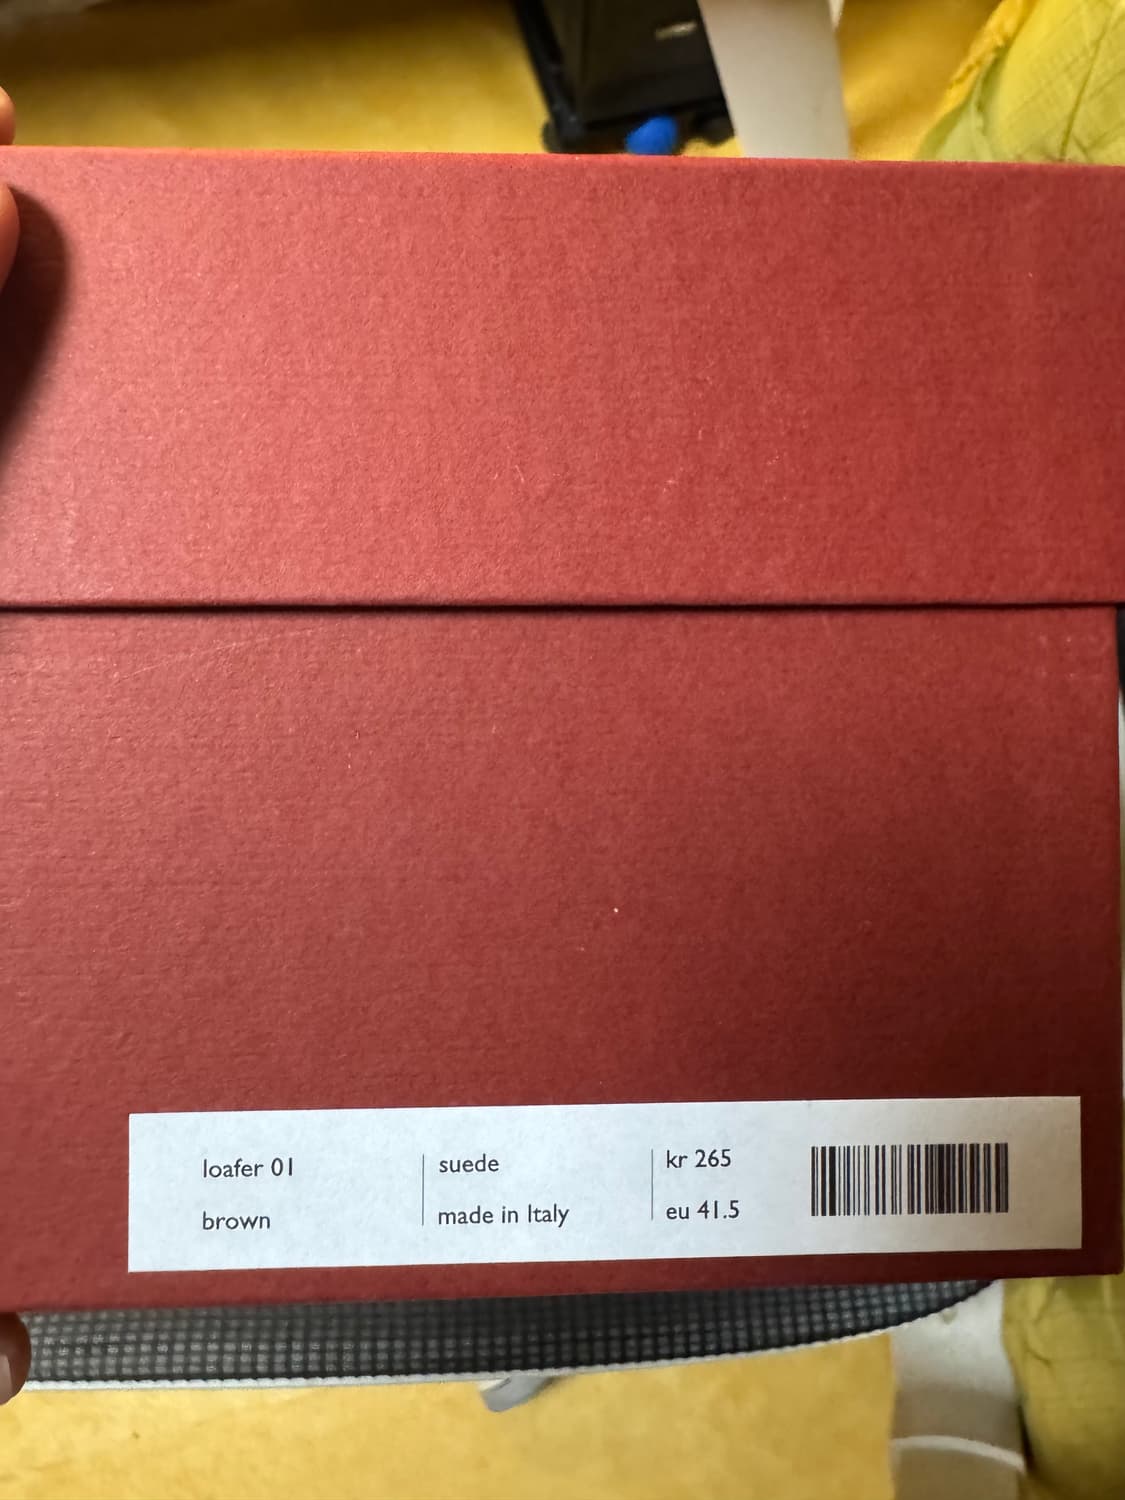 loafer 01
brown
suede
made in Italy
kr 265
eu 41.5